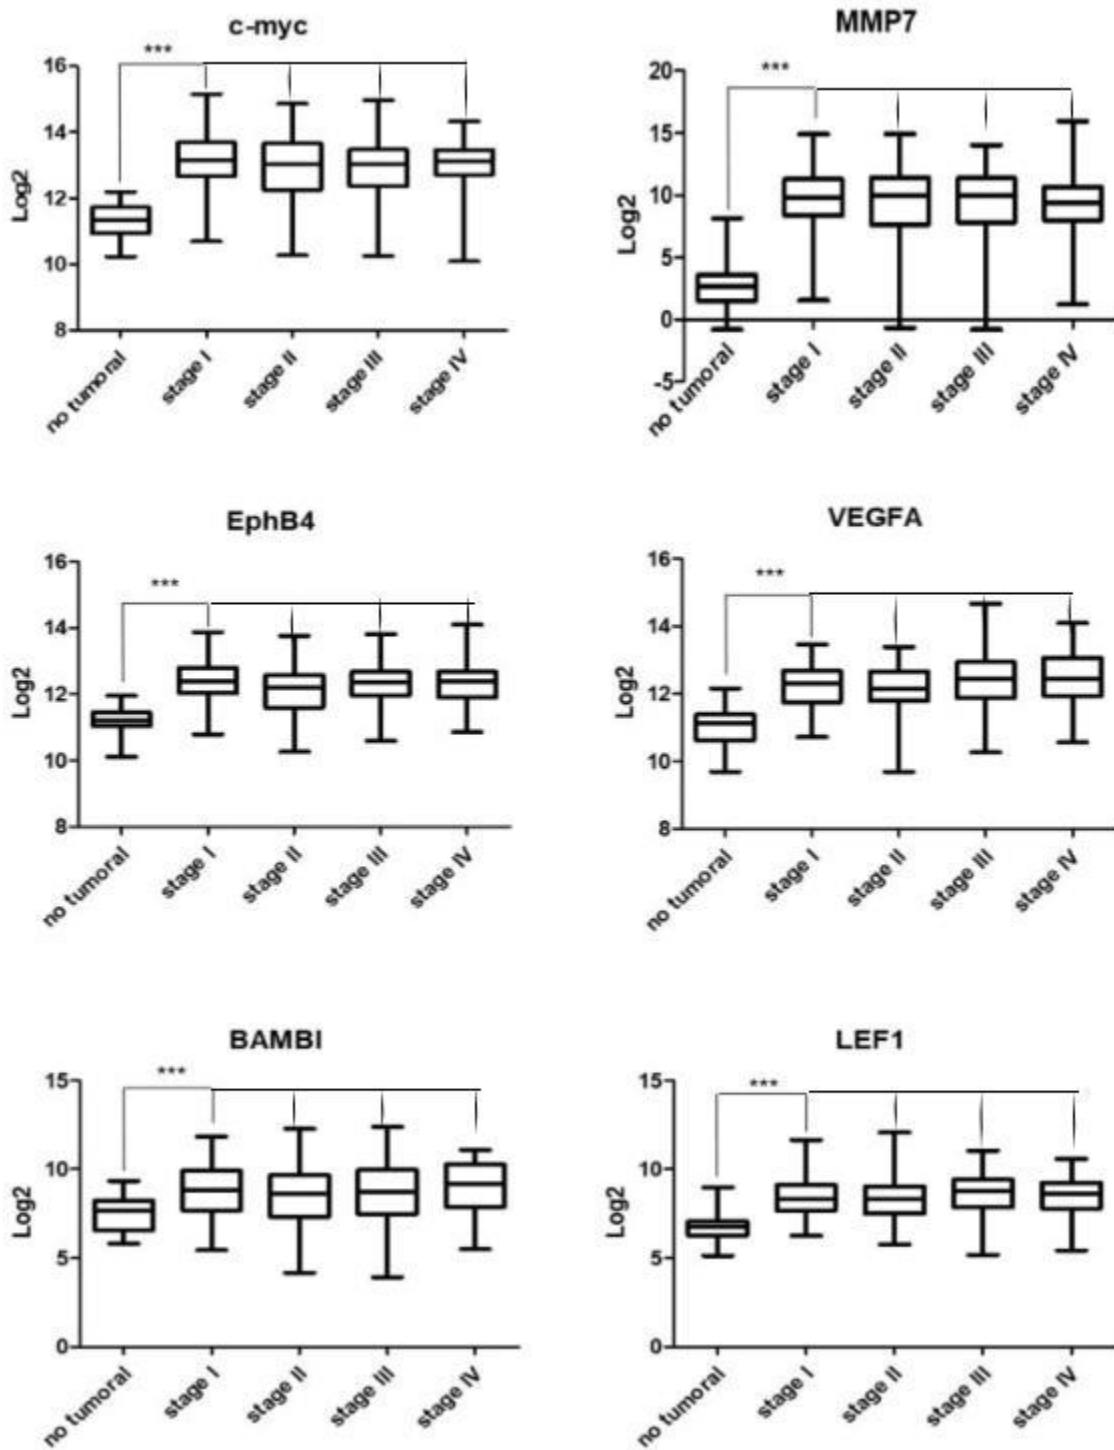 c-myc
***
16
14
12
10
8
Log2
no tumoral
stage I
stage II
stage III
stage IV
MMP7
***
20
15
10
5
0
-5
Log2
no tumoral
stage I
stage II
stage III
stage IV
EphB4
***
16
14
12
10
8
Log2
no tumoral
stage I
stage II
stage III
stage IV
VEGFA
***
16
14
12
10
8
Log2
no tumoral
stage I
stage II
stage III
stage IV
BAMBI
***
15
10
5
0
Log2
no tumoral
stage I
stage II
stage III
stage IV
LEF1
***
15
10
5
0
Log2
no tumoral
stage I
stage II
stage III
stage IV